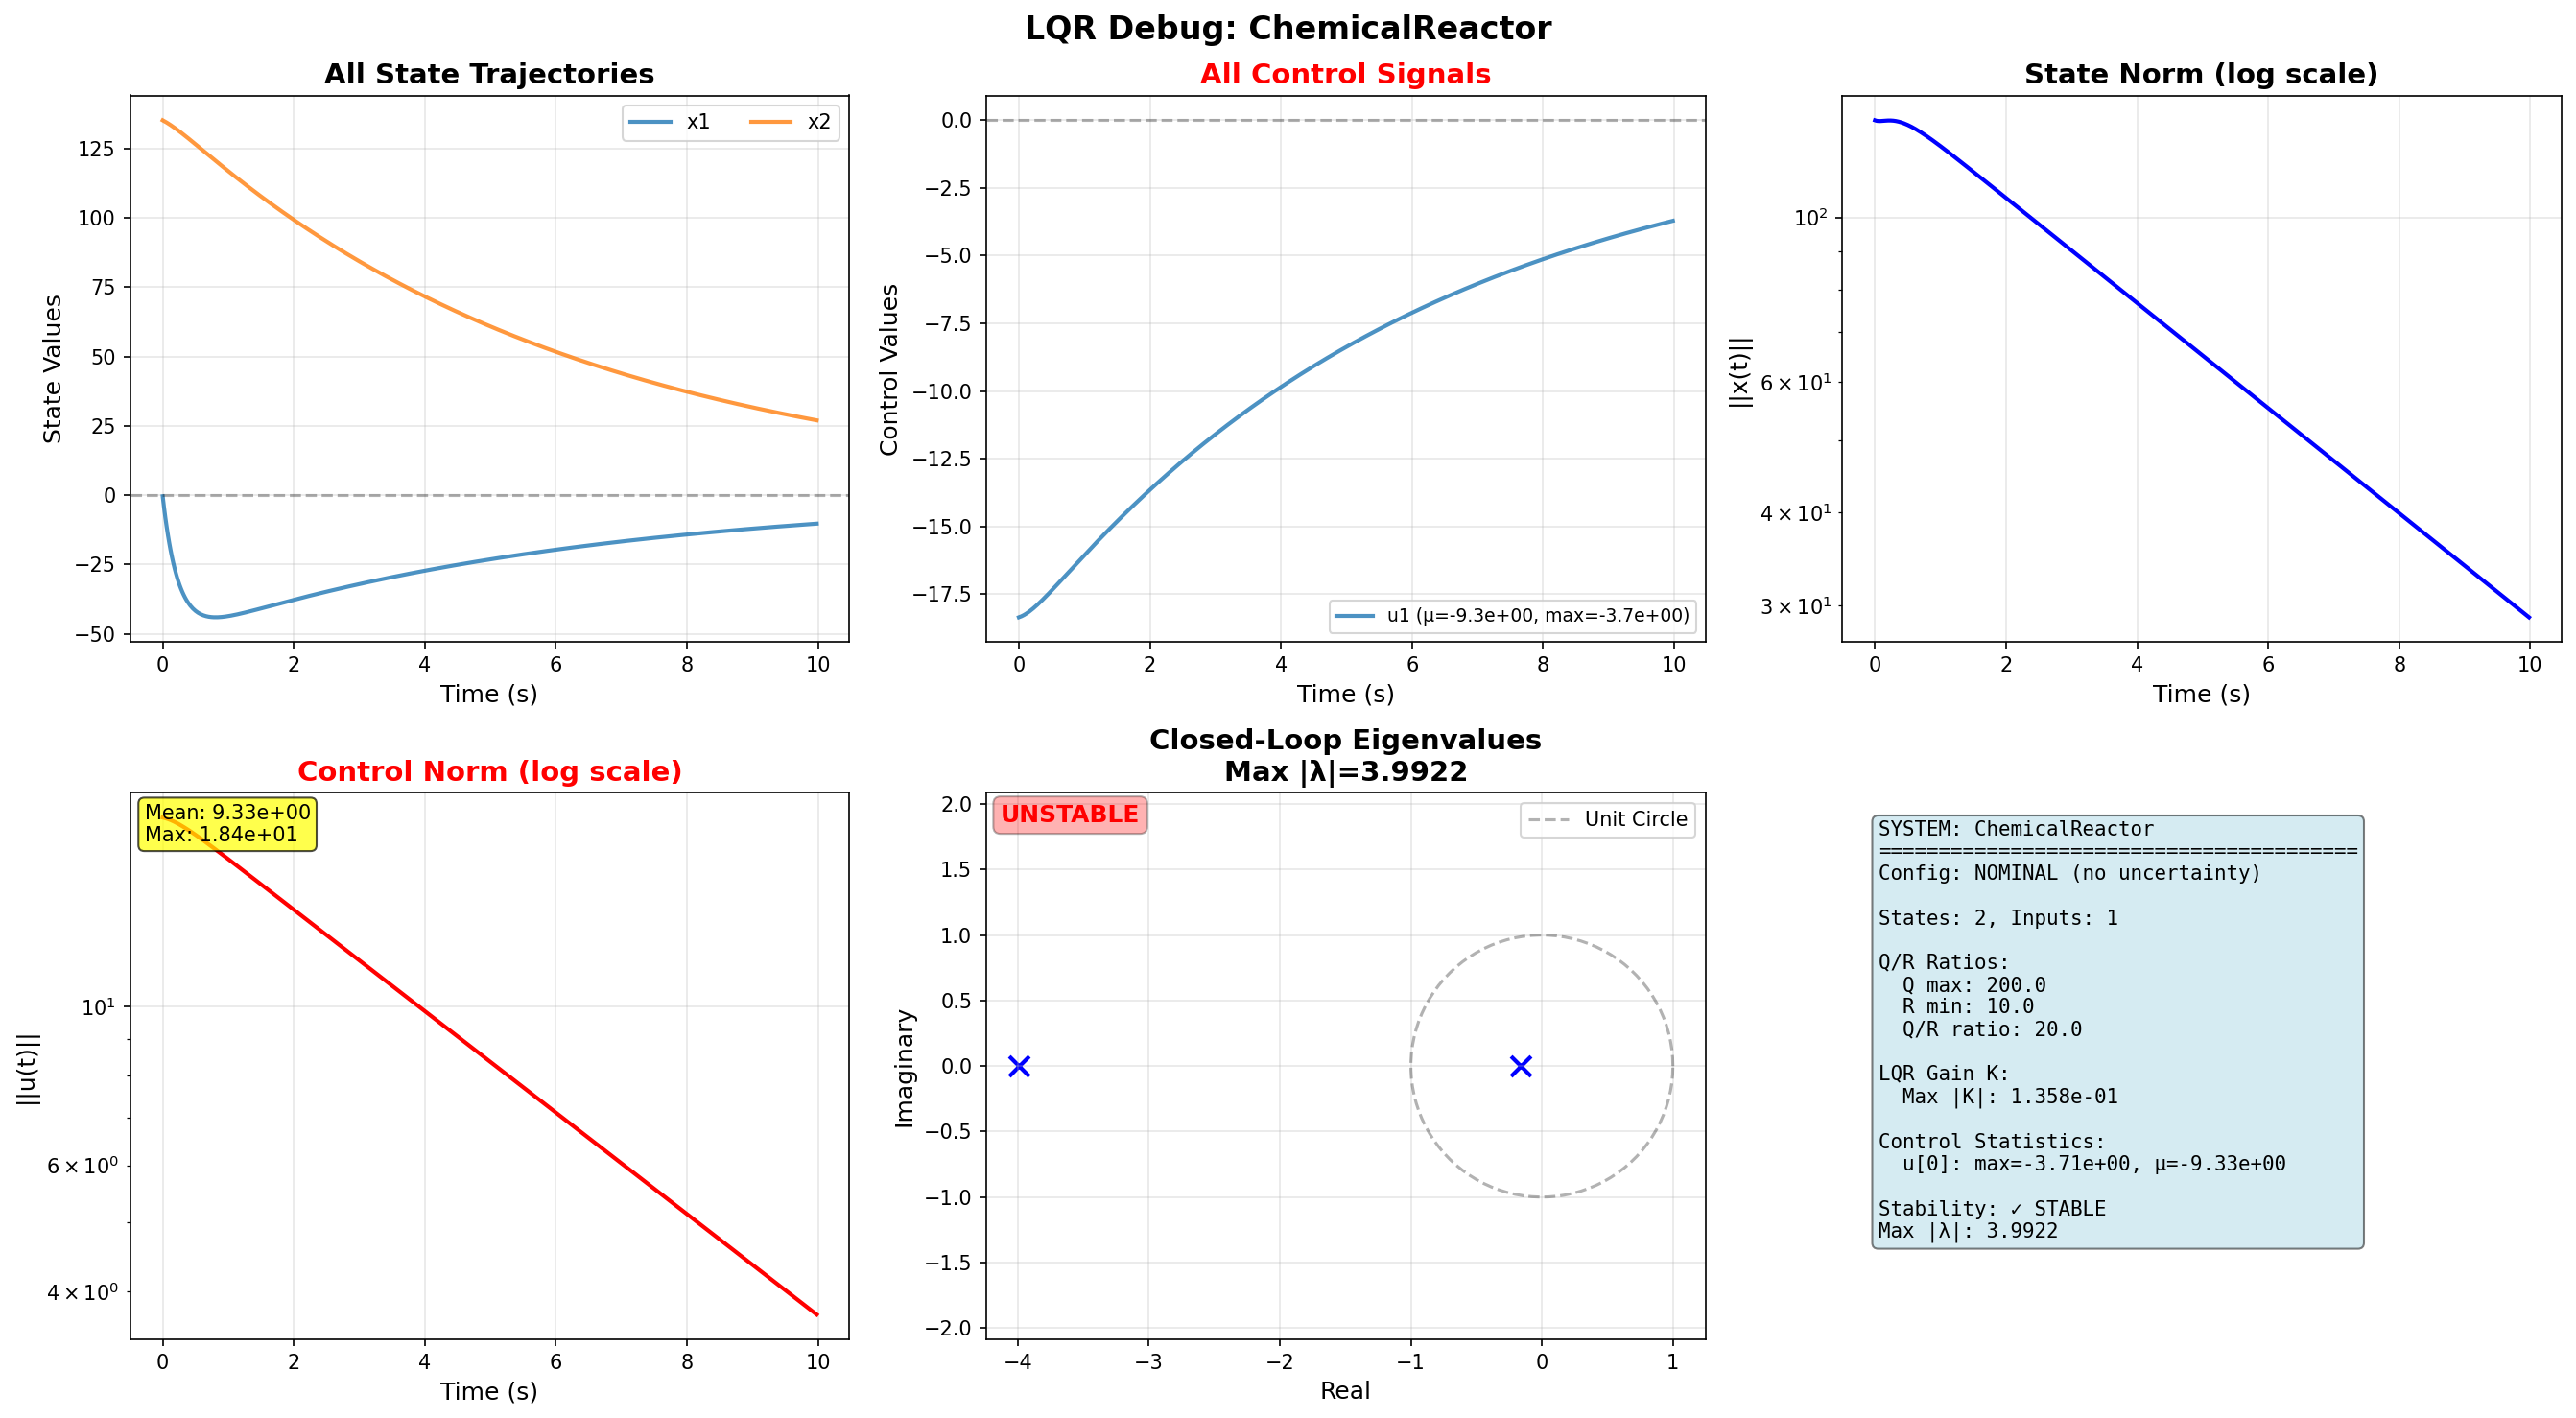 LQR Debug: ChemicalReactor
All State Trajectories
State Values
125
100
75
50
25
0
−25
−50
x1
x2
0 2 4 6 8 10
Time (s)
All Control Signals
Control Values
0.0
−2.5
−5.0
−7.5
−10.0
−12.5
−15.0
−17.5
u1 (μ=-9.3e+00, max=-3.7e+00)
0 2 4 6 8 10
Time (s)
State Norm (log scale)
||x(t)||
10²
6 × 10¹
4 × 10¹
3 × 10¹
0 2 4 6 8 10
Time (s)
Control Norm (log scale)
||u(t)||
Mean: 9.33e+00
Max: 1.84e+01
10¹
6 × 10⁰
4 × 10⁰
0 2 4 6 8 10
Time (s)
Closed-Loop Eigenvalues
Max |λ|=3.9922
Imaginary
UNSTABLE
Unit Circle
2.0
1.5
1.0
0.5
0.0
−0.5
−1.0
−1.5
−2.0
−4 −3 −2 −1 0 1
Real
SYSTEM: ChemicalReactor
========================================
Config: NOMINAL (no uncertainty)
States: 2, Inputs: 1
Q/R Ratios:
Q max: 200.0
R min: 10.0
Q/R ratio: 20.0
LQR Gain K:
Max |K|: 1.358e-01
Control Statistics:
u[0]: max=-3.71e+00, μ=-9.33e+00
Stability: ✓ STABLE
Max |λ|: 3.9922